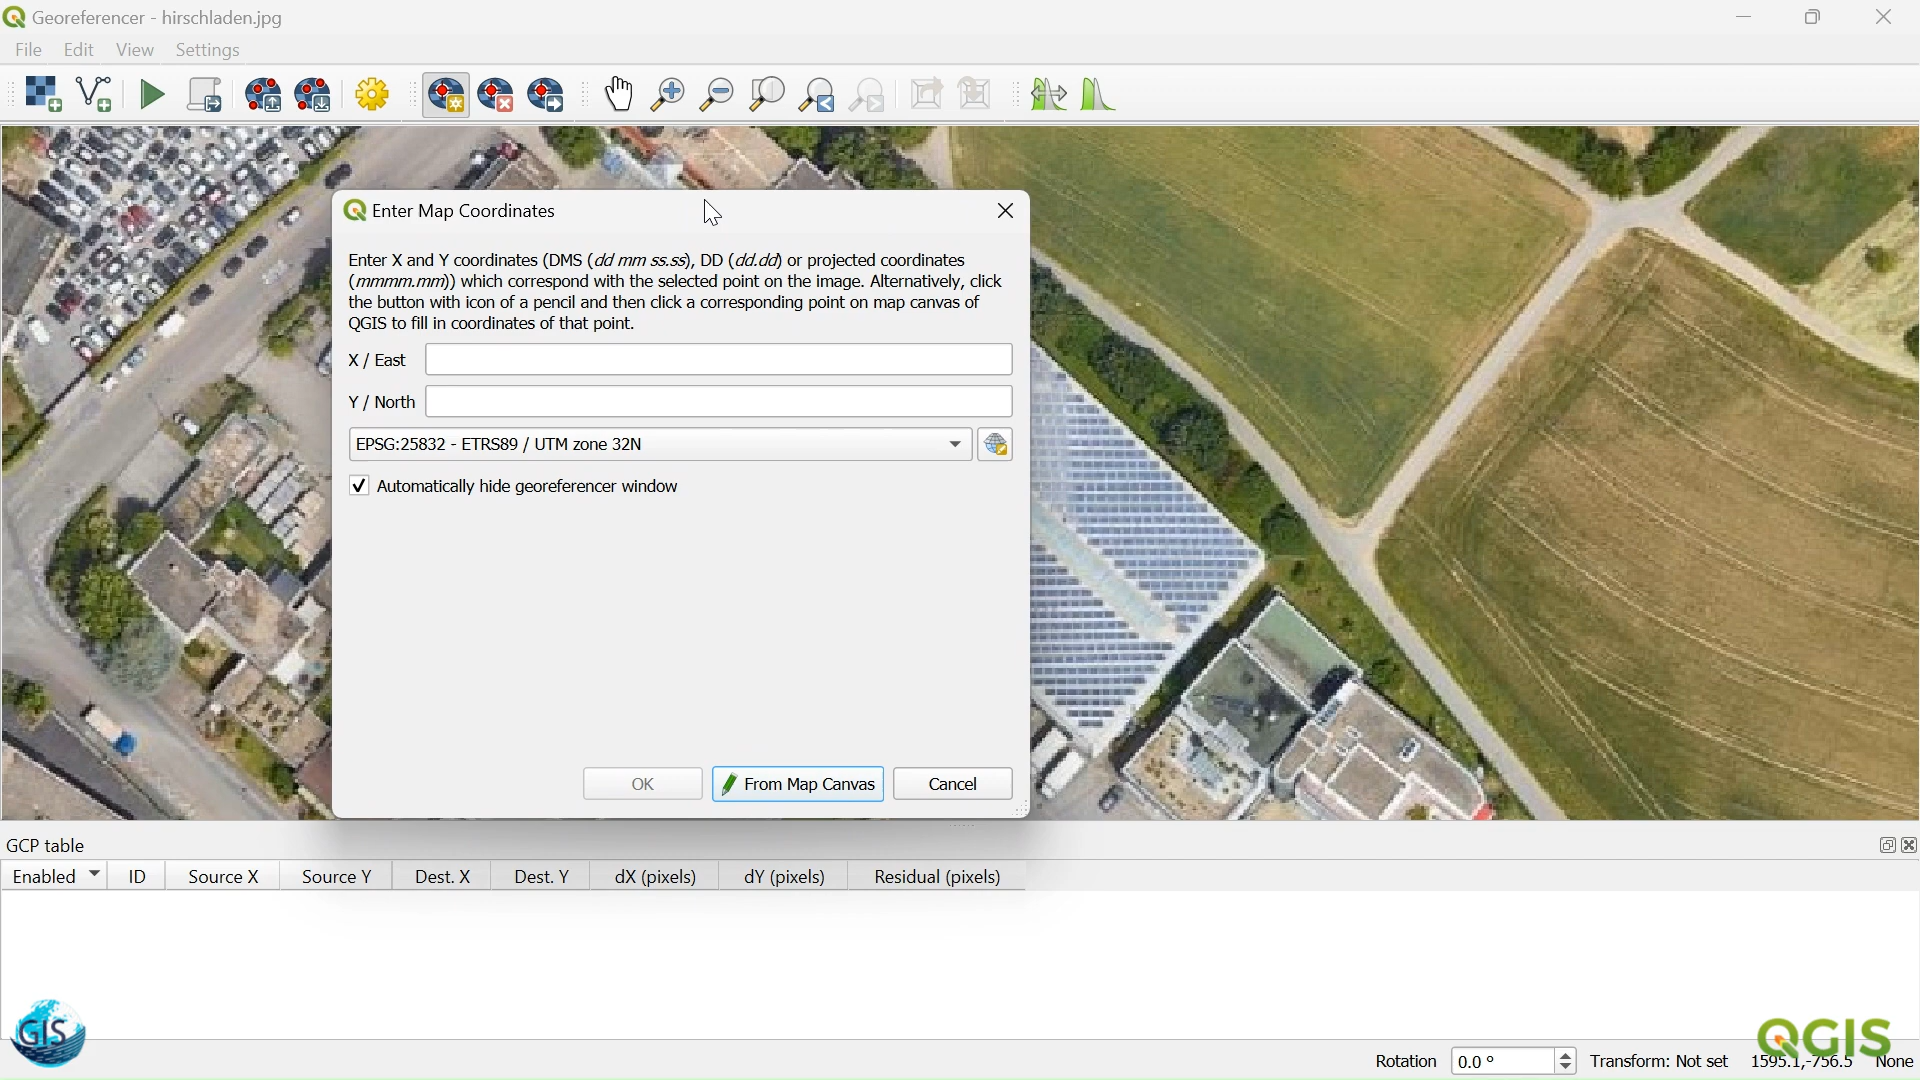 Georeferencer - hirschladen.jpg
File Edit View Settings
Enter Map Coordinates
Enter X and Y coordinates (DMS (dd mm ss.ss), DD (dd.dd) or projected coordinates
(mmmm.mm)) which correspond with the selected point on the image. Alternatively, click
the button with icon of a pencil and then click a corresponding point on map canvas of
QGIS to fill in coordinates of that point.
X / East
Y / North
EPSG:25832 - ETRS89 / UTM zone 32N
Automatically hide georeferencer window
OK From Map Canvas Cancel
GCP table
Enabled ID Source X Source Y Dest. X Dest. Y dX (pixels) dY (pixels) Residual (pixels)
GIS
QGIS
Rotation 0.0 ° Transform: Not set 1595.1,-756.5 None